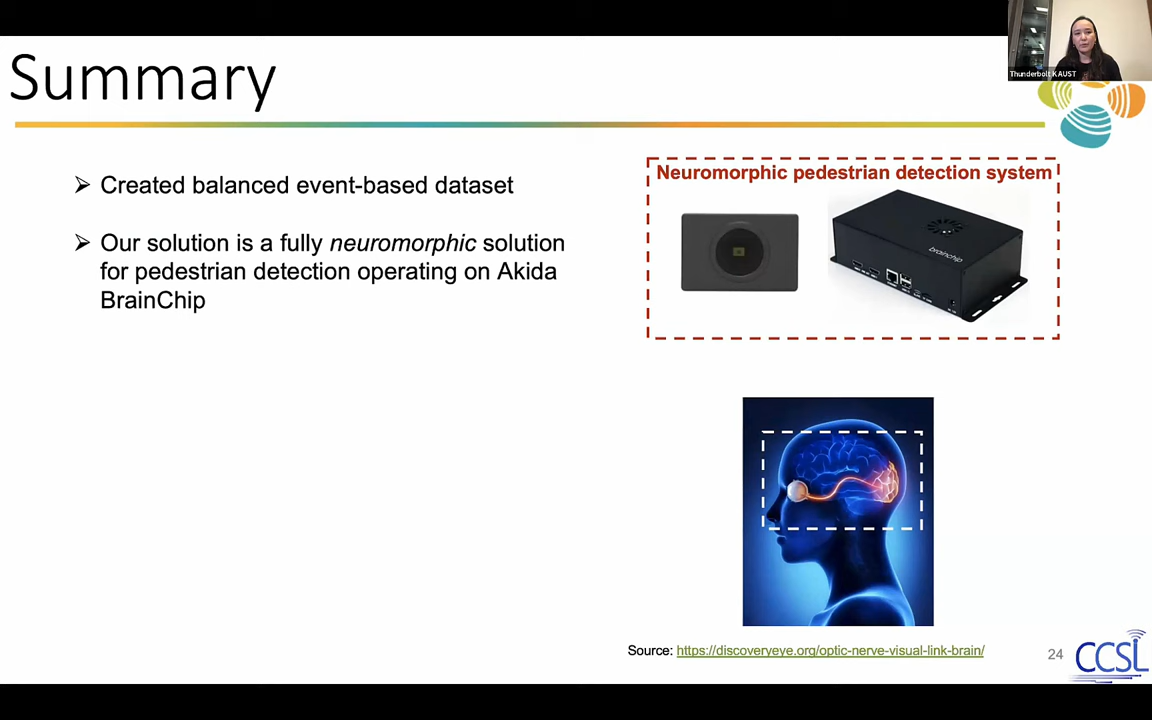 Thunderbolt KAUST
Summary
➢ Created balanced event-based dataset
➢ Our solution is a fully neuromorphic solution
for pedestrian detection operating on Akida
BrainChip
Neuromorphic pedestrian detection system
brainchip
Source: https://discoveryeye.org/optic-nerve-visual-link-brain/
24
CCSL